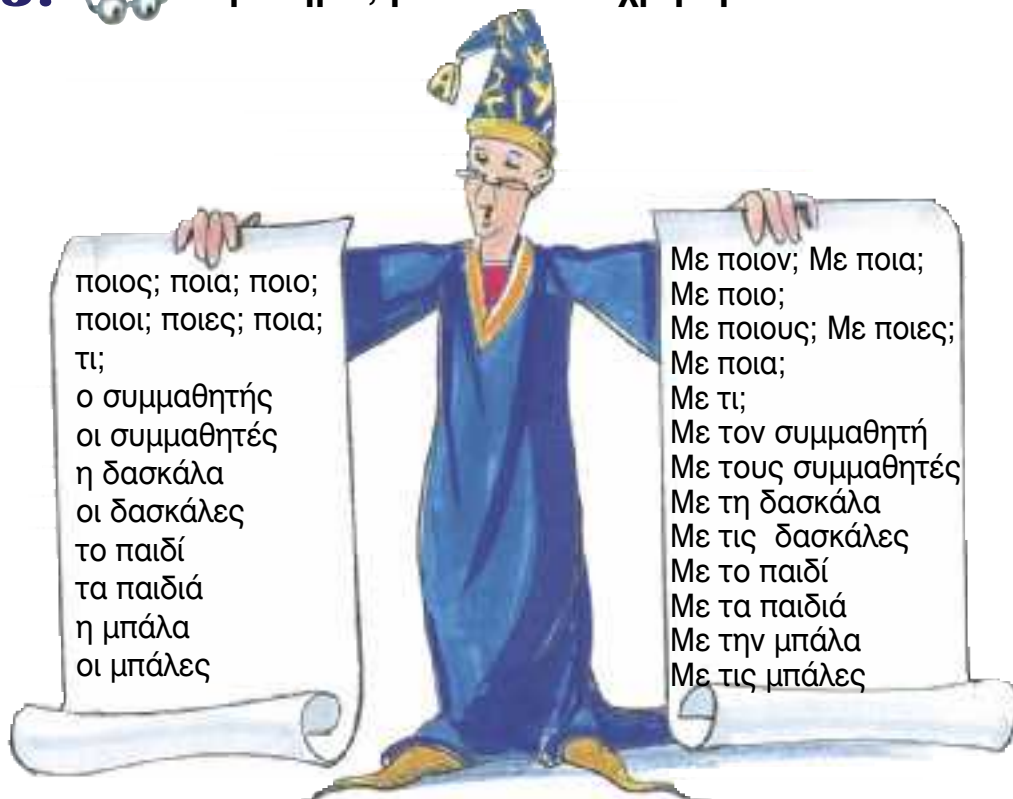 ποιος; ποια; ποιο;
ποιοι; ποιες; ποια;
τι;
ο συμμαθητής
οι συμμαθητές
η δασκάλα
οι δασκάλες
το παιδί
τα παιδιά
η μπάλα
οι μπάλες
Με ποιον; Με ποια;
Με ποιο;
Με ποιους; Με ποιες;
Με ποια;
Με τι;
Με τον συμμαθητή
Με τους συμμαθητές
Με τη δασκάλα
Με τις δασκάλες
Με το παιδί
Με τα παιδιά
Με την μπάλα
Με τις μπάλες